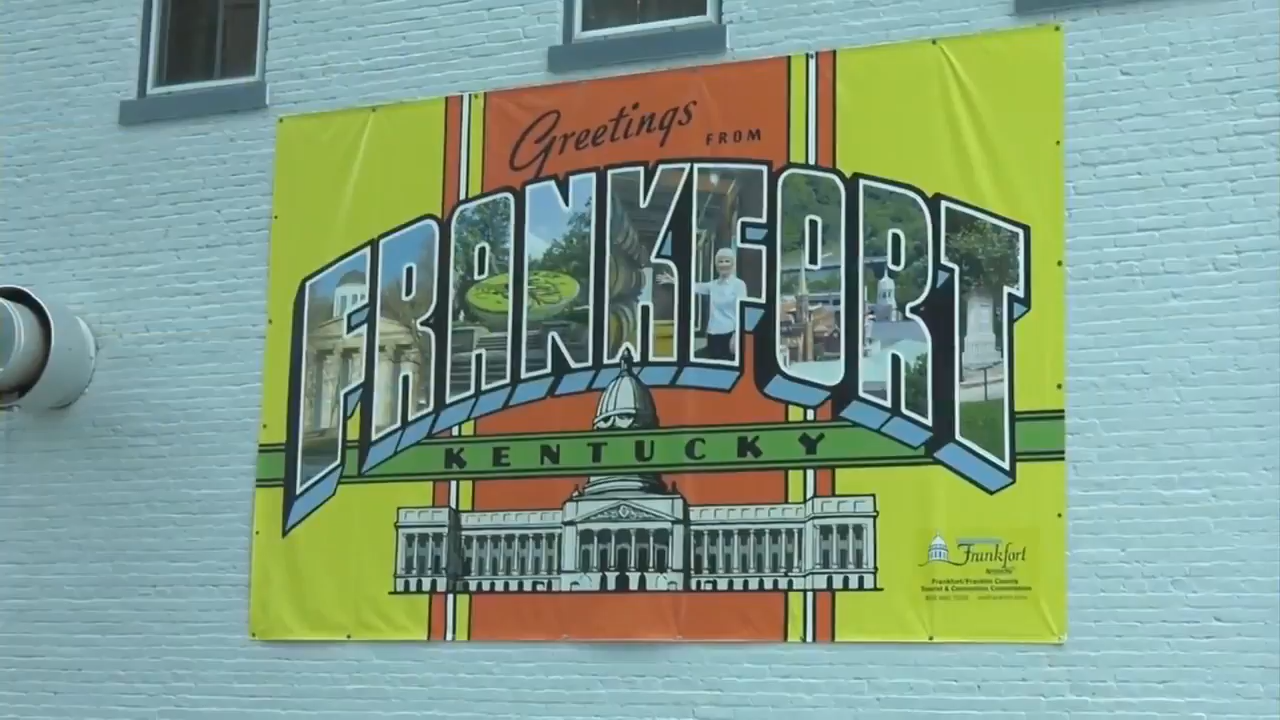 Greetings FROM
FRANKFORT
KENTUCKY
Frankfort
Frankfort/Franklin County
Tourist & Convention Commission